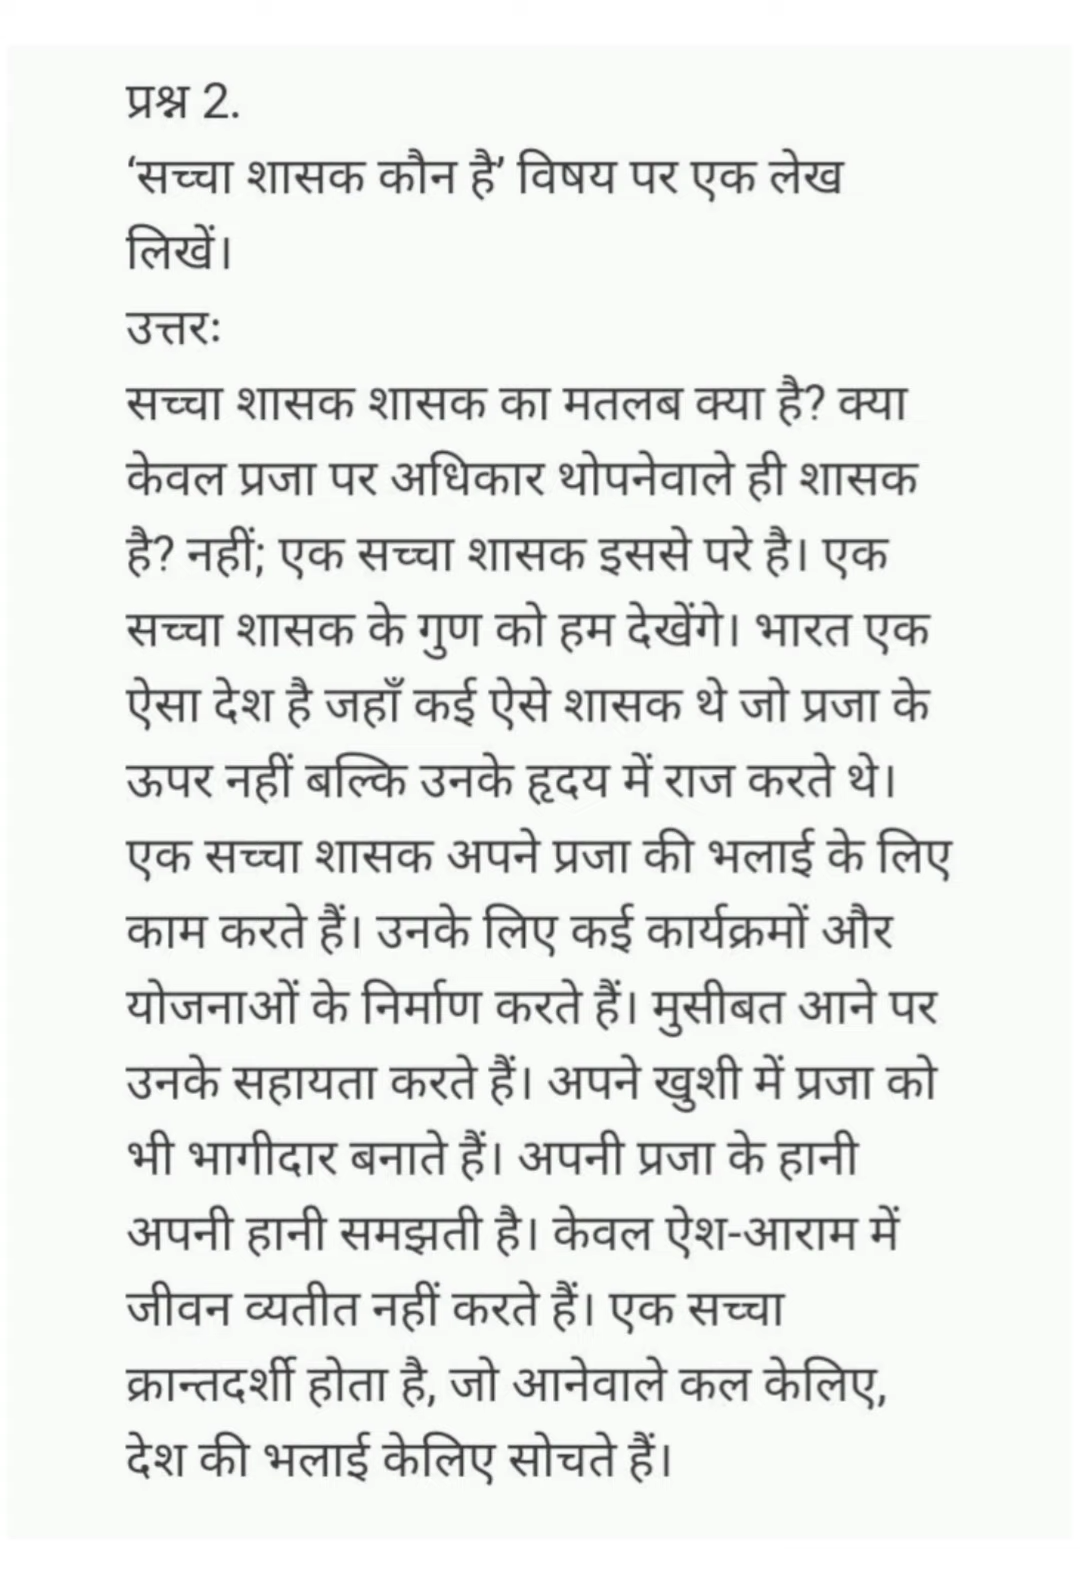 प्रश्न 2.
‘सच्चा शासक कौन है’ विषय पर एक लेख
लिखें।
उत्तरः
सच्चा शासक शासक का मतलब क्या है? क्या
केवल प्रजा पर अधिकार थोपनेवाले ही शासक
है? नहीं; एक सच्चा शासक इससे परे है। एक
सच्चा शासक के गुण को हम देखेंगे। भारत एक
ऐसा देश है जहाँ कई ऐसे शासक थे जो प्रजा के
ऊपर नहीं बल्कि उनके हृदय में राज करते थे।
एक सच्चा शासक अपने प्रजा की भलाई के लिए
काम करते हैं। उनके लिए कई कार्यक्रमों और
योजनाओं के निर्माण करते हैं। मुसीबत आने पर
उनके सहायता करते हैं। अपने खुशी में प्रजा को
भी भागीदार बनाते हैं। अपनी प्रजा के हानी
अपनी हानी समझती है। केवल ऐश-आराम में
जीवन व्यतीत नहीं करते हैं। एक सच्चा
क्रान्तदर्शी होता है, जो आनेवाले कल केलिए,
देश की भलाई केलिए सोचते हैं।